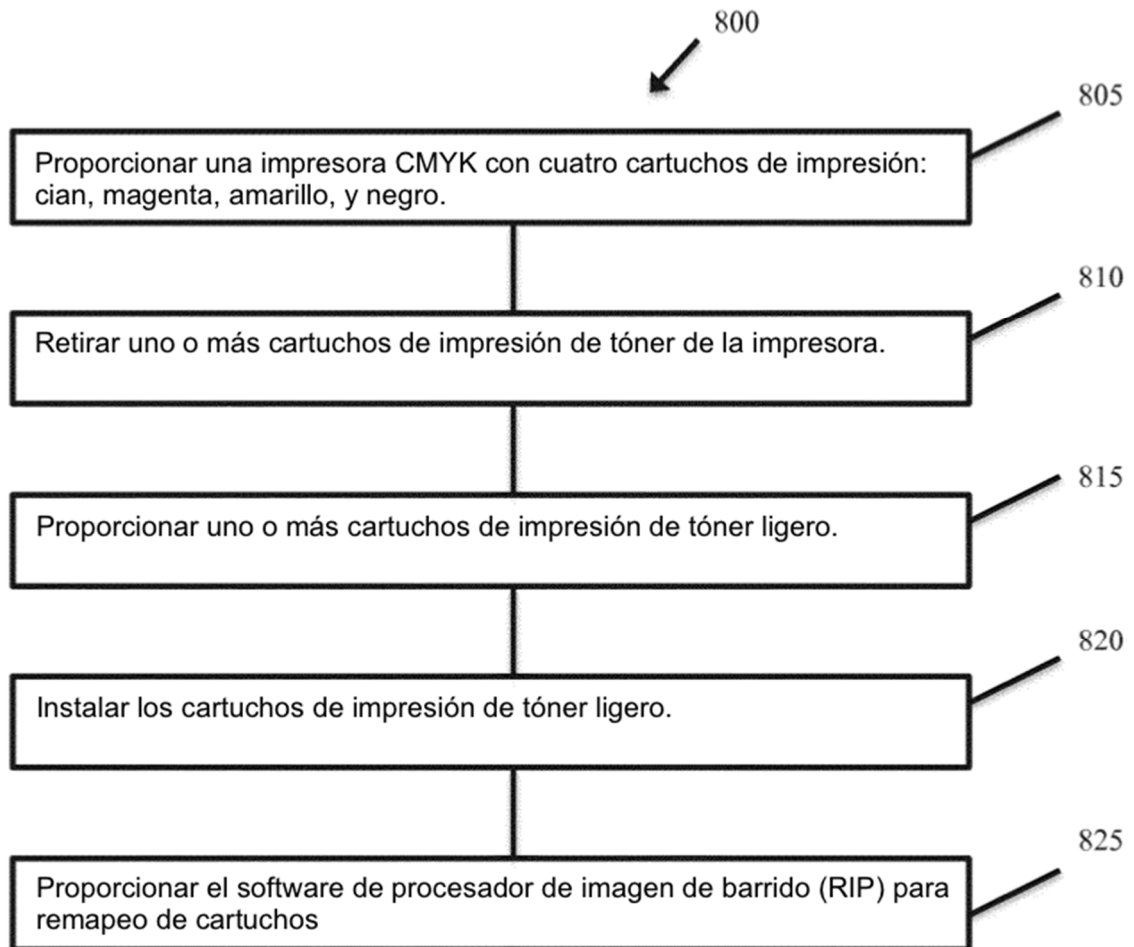 800
805
Proporcionar una impresora CMYK con cuatro cartuchos de impresión:
cian, magenta, amarillo, y negro.
810
Retirar uno o más cartuchos de impresión de tóner de la impresora.
815
Proporcionar uno o más cartuchos de impresión de tóner ligero.
820
Instalar los cartuchos de impresión de tóner ligero.
825
Proporcionar el software de procesador de imagen de barrido (RIP) para
remapeo de cartuchos